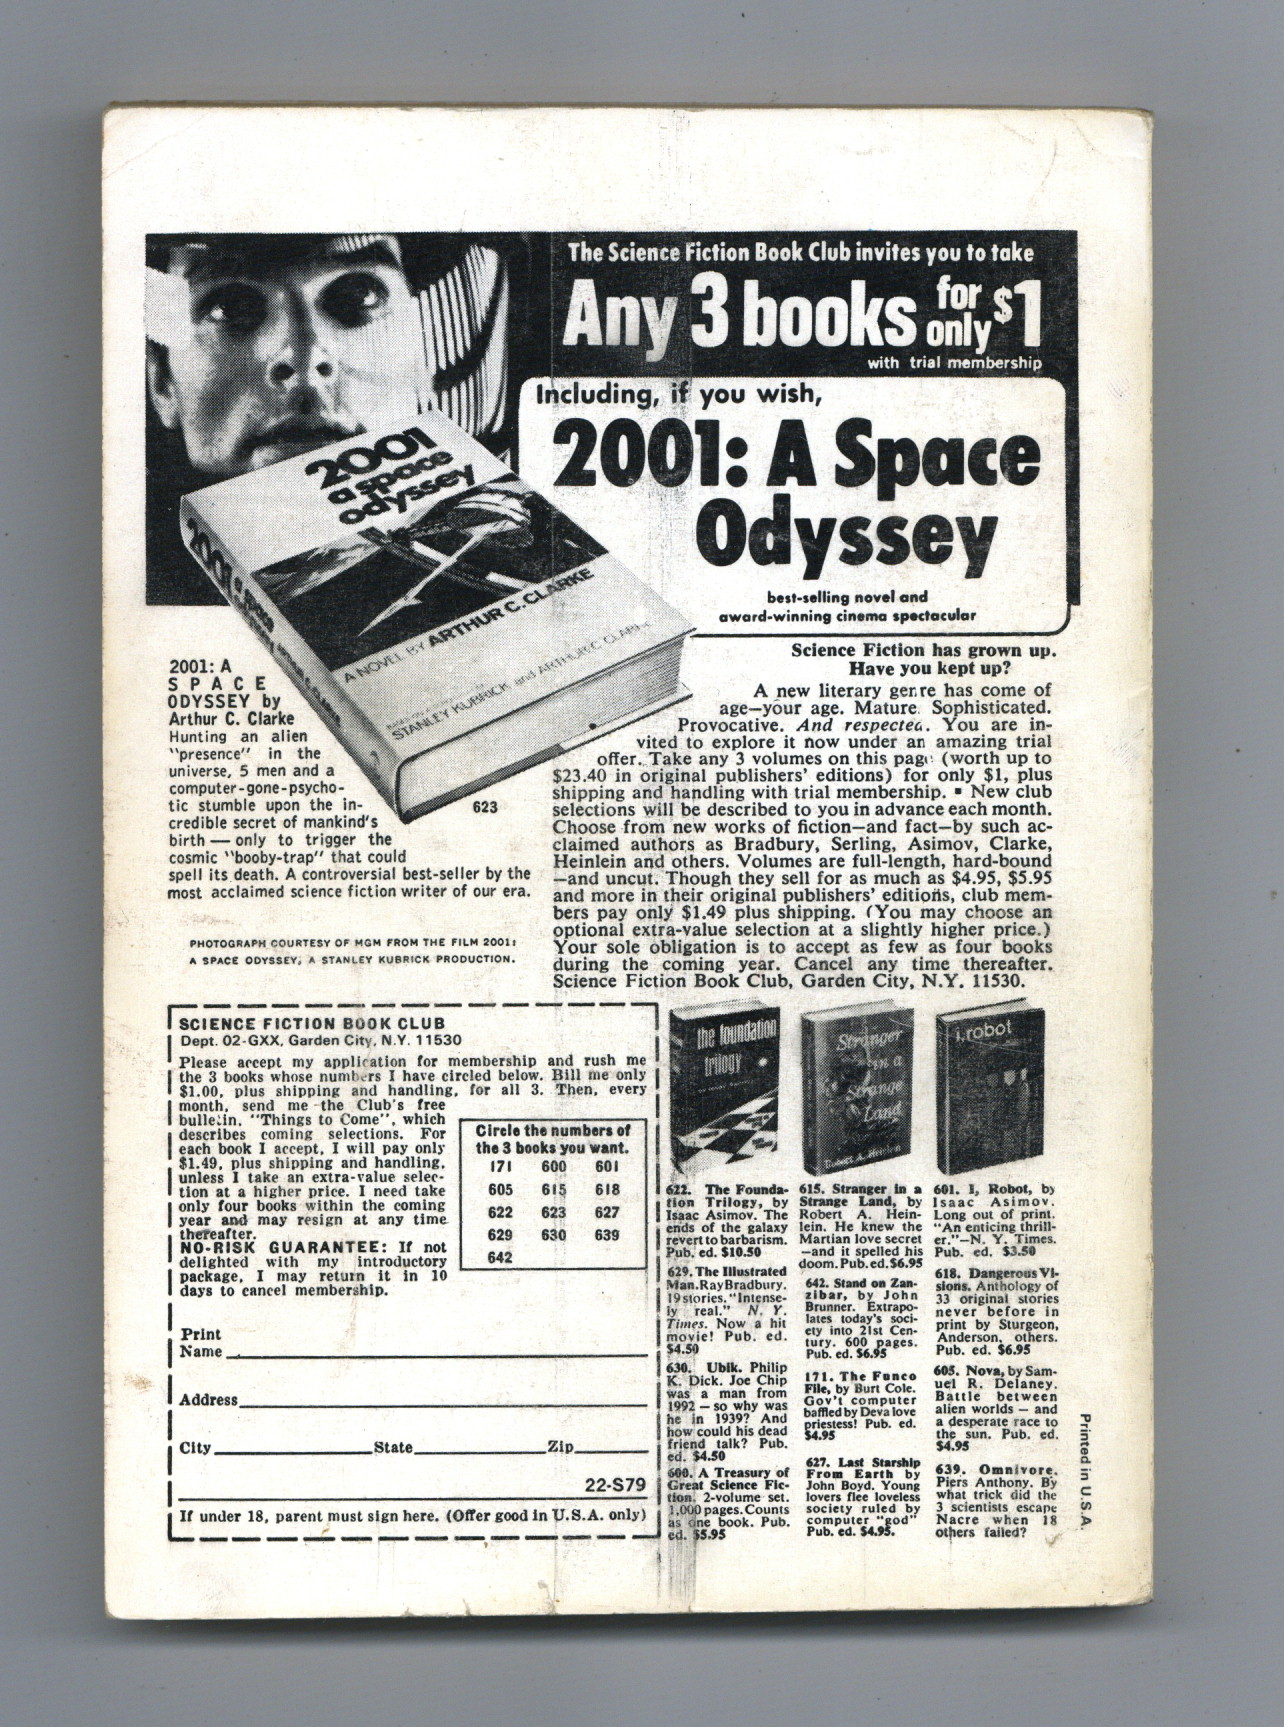 The Science Fiction Book Club invites you to take
Any 3 books for only $1
with trial membership
Including, if you wish,
2001: A Space
Odyssey
best-selling novel and
award-winning cinema spectacular
2001
a space
odyssey
A NOVEL BY ARTHUR C. CLARKE
STANLEY KUBRICK and ARTHUR C. CLARKE
2001 a space odyssey ARTHUR C. CLARKE
623
2001: A
SPACE
ODYSSEY by
Arthur C. Clarke
Hunting an alien
"presence" in the
universe, 5 men and a
computer-gone-psycho-
tic stumble upon the in-
credible secret of mankind's
birth — only to trigger the
cosmic "booby-trap" that could
spell its death. A controversial best-seller by the
most acclaimed science fiction writer of our era.
PHOTOGRAPH COURTESY OF MGM FROM THE FILM 2001:
A SPACE ODYSSEY, A STANLEY KUBRICK PRODUCTION.
Science Fiction has grown up.
Have you kept up?
A new literary genre has come of
age—your age. Mature. Sophisticated.
Provocative. And respected. You are in-
vited to explore it now under an amazing trial
offer. Take any 3 volumes on this page (worth up to
$23.40 in original publishers' editions) for only $1, plus
shipping and handling with trial membership. ▪ New club
selections will be described to you in advance each month.
Choose from new works of fiction—and fact—by such ac-
claimed authors as Bradbury, Serling, Asimov, Clarke,
Heinlein and others. Volumes are full-length, hard-bound
—and uncut. Though they sell for as much as $4.95, $5.95
and more in their original publishers' editions, club mem-
bers pay only $1.49 plus shipping. (You may choose an
optional extra-value selection at a slightly higher price.)
Your sole obligation is to accept as few as four books
during the coming year. Cancel any time thereafter.
Science Fiction Book Club, Garden City, N.Y. 11530.
SCIENCE FICTION BOOK CLUB
Dept. 02-GXX, Garden City, N.Y. 11530
Please accept my application for membership and rush me
the 3 books whose numbers I have circled below. Bill me only
$1.00, plus shipping and handling, for all 3. Then, every
month, send me the Club's free
bulletin, "Things to Come", which
describes coming selections. For
each book I accept, I will pay only
$1.49, plus shipping and handling,
unless I take an extra-value selec-
tion at a higher price. I need take
only four books within the coming
year and may resign at any time
thereafter.
NO-RISK GUARANTEE: If not
delighted with my introductory
package, I may return it in 10
days to cancel membership.
Circle the numbers of
the 3 books you want.
171 600 601
605 615 618
622 623 627
629 630 639
642
Print
Name
Address
City State Zip
22-S79
If under 18, parent must sign here. (Offer good in U.S.A. only)
the foundation
trilogy
Stranger
in a
Strange
Land
Robert A. Heinlein
i, robot
622. The Founda-
tion Trilogy, by
Isaac Asimov. The
ends of the galaxy
revert to barbarism.
Pub. ed. $10.50
629. The Illustrated
Man. Ray Bradbury.
19 stories. "Intense-
ly real." N. Y.
Times. Now a hit
movie! Pub. ed.
$4.50
630. Ubik. Philip
K. Dick. Joe Chip
was a man from
1992 – so why was
he in 1939? And
how could his dead
friend talk? Pub.
ed. $4.50
600. A Treasury of
Great Science Fic-
tion. 2-volume set.
1,000 pages. Counts
as one book. Pub.
ed. $5.95
615. Stranger in a
Strange Land, by
Robert A. Hein-
lein. He knew the
Martian love secret
—and it spelled his
doom. Pub. ed. $6.95
642. Stand on Zan-
zibar, by John
Brunner. Extrapo-
lates today's soci-
ety into 21st Cen-
tury. 600 pages.
Pub. ed. $6.95
171. The Funco
File, by Burt Cole.
Gov't computer
baffled by Deva love
priestess! Pub. ed.
$4.95
627. Last Starship
From Earth by
John Boyd. Young
lovers flee loveless
society ruled by
computer "god"
Pub. ed. $4.95.
601. I, Robot, by
Isaac Asimov.
Long out of print.
"An enticing thrill-
er."—N. Y. Times.
Pub. ed. $3.50
618. Dangerous Vi-
sions. Anthology of
33 original stories
never before in
print by Sturgeon,
Anderson, others.
Pub. ed. $6.95
605. Nova, by Sam-
uel R. Delaney.
Battle between
alien worlds — and
a desperate race to
the sun. Pub. ed.
$4.95
639. Omnivore.
Piers Anthony. By
what trick did the
3 scientists escape
Nacre when 18
others failed?
Printed in U.S.A.